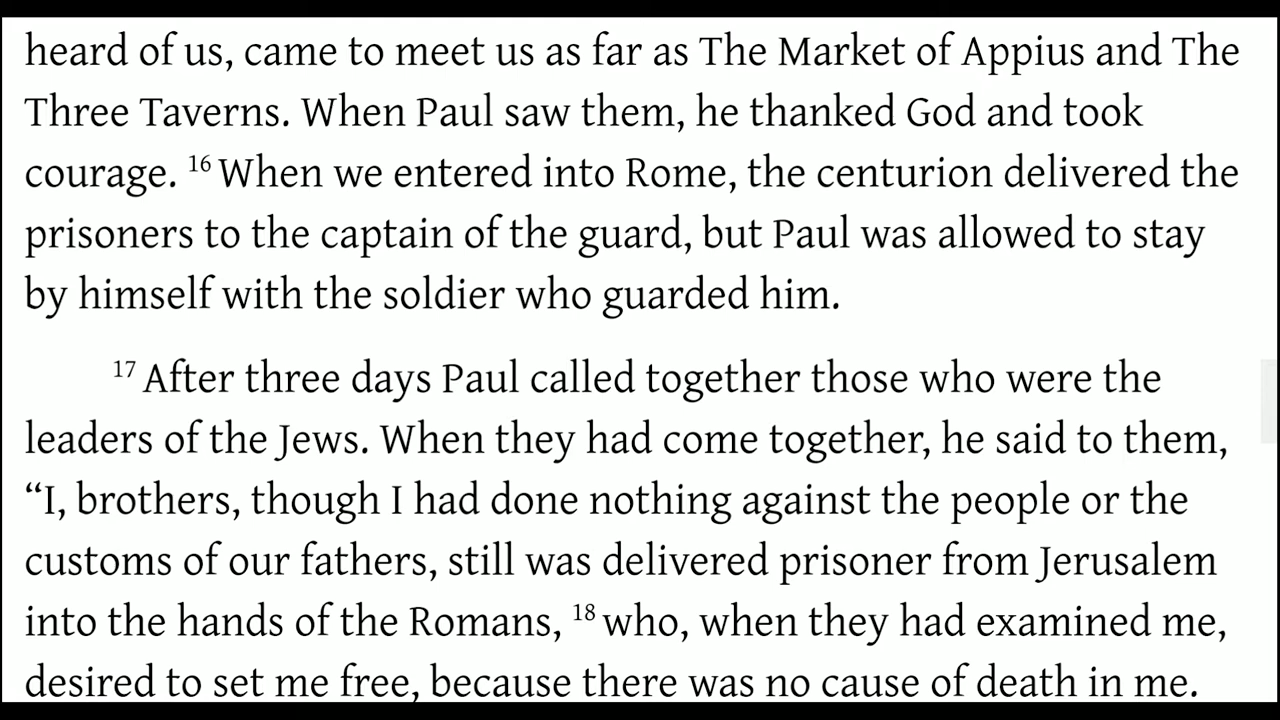 heard of us, came to meet us as far as The Market of Appius and The
Three Taverns. When Paul saw them, he thanked God and took
courage. 16 When we entered into Rome, the centurion delivered the
prisoners to the captain of the guard, but Paul was allowed to stay
by himself with the soldier who guarded him.
17 After three days Paul called together those who were the
leaders of the Jews. When they had come together, he said to them,
“I, brothers, though I had done nothing against the people or the
customs of our fathers, still was delivered prisoner from Jerusalem
into the hands of the Romans, 18 who, when they had examined me,
desired to set me free, because there was no cause of death in me.